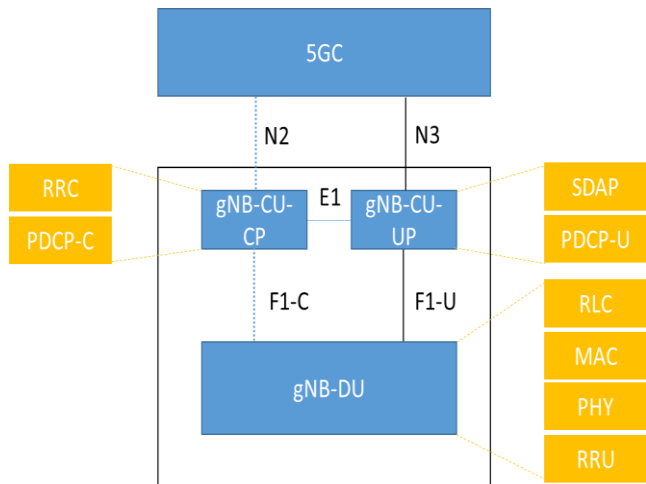 5GC
N2
N3
RRC
PDCP-C
gNB-CU-
CP
E1
gNB-CU-
UP
SDAP
PDCP-U
F1-C
F1-U
gNB-DU
RLC
MAC
PHY
RRU